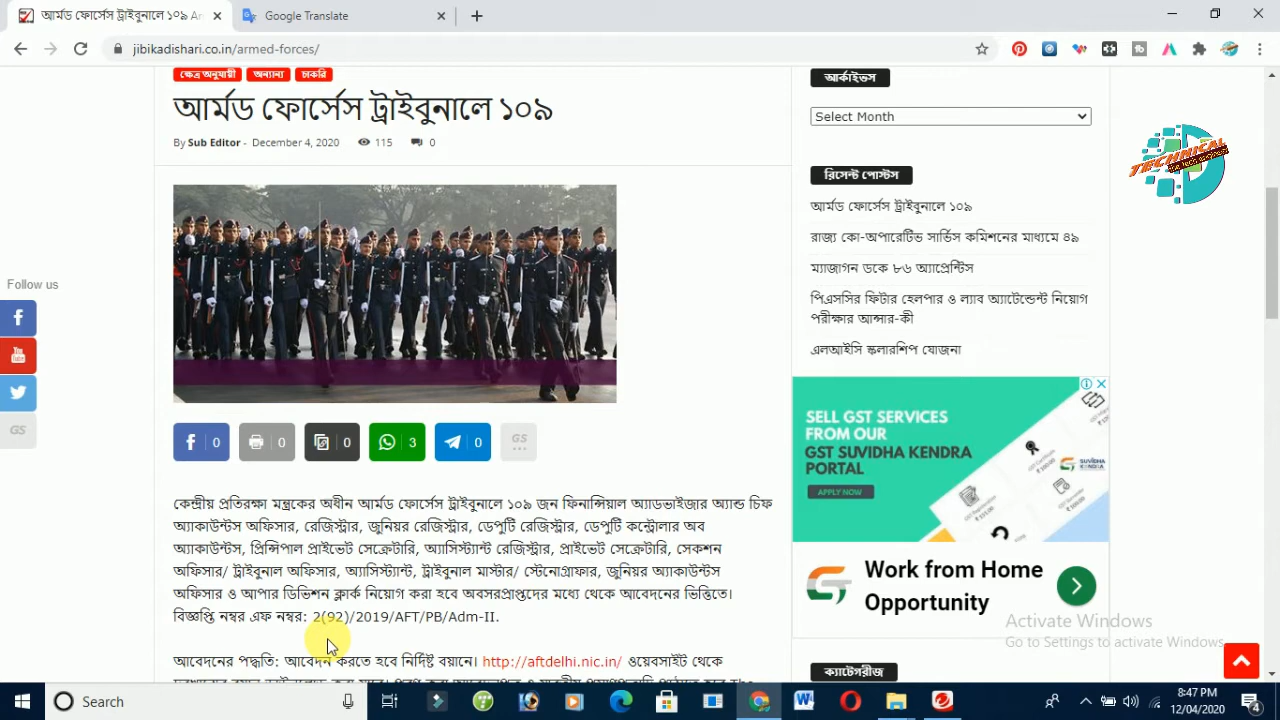 আর্মড ফোর্সেস ট্রাইবুনালে ১০৯ Ar
Google Translate
jibikadishari.co.in/armed-forces/
ক্ষেত্র অনুযায়ী
অন্যান্য
চাকরি
আর্মড ফোর্সেস ট্রাইবুনালে ১০৯
By Sub Editor - December 4, 2020 115 0
Follow us
GS
0
0
0
3
0
GS
কেন্দ্রীয় প্রতিরক্ষা মন্ত্রকের অধীন আর্মড ফোর্সেস ট্রাইবুনালে ১০৯ জন ফিনান্সিয়াল অ্যাডভাইজার অ্যান্ড চিফ
অ্যাকাউন্টস অফিসার, রেজিস্ট্রার, জুনিয়র রেজিস্ট্রার, ডেপুটি রেজিস্ট্রার, ডেপুটি কন্ট্রোলার অব
অ্যাকাউন্টস, প্রিন্সিপাল প্রাইভেট সেক্রেটারি, অ্যাসিস্ট্যান্ট রেজিস্ট্রার, প্রাইভেট সেক্রেটারি, সেকশন
অফিসার/ ট্রাইবুনাল অফিসার, অ্যাসিস্ট্যান্ট, ট্রাইবুনাল মাস্টার/ স্টেনোগ্রাফার, জুনিয়র অ্যাকাউন্টস
অফিসার ও আপার ডিভিশন ক্লার্ক নিয়োগ করা হবে অবসরপ্রাপ্তদের মধ্যে থেকে আবেদনের ভিত্তিতে।
বিজ্ঞপ্তি নম্বর এফ নম্বর: 2(92)/2019/AFT/PB/Adm-II.
আবেদনের পদ্ধতি: আবেদন করতে হবে নির্দিষ্ট বয়ানে। http://aftdelhi.nic.in/ ওয়েবসাইট থেকে
আর্কাইভস
Select Month
রিসেন্ট পোস্টস
আর্মড ফোর্সেস ট্রাইবুনালে ১০৯
রাজ্য কো-অপারেটিভ সার্ভিস কমিশনের মাধ্যমে ৪৯
ম্যাজাগন ডকে ৮৬ অ্যাপ্রেন্টিস
পিএসসির ফিটার হেলপার ও ল্যাব অ্যাটেন্ডেন্ট নিয়োগ
পরীক্ষার আন্সার-কী
এলআইসি স্কলারশিপ যোজনা
SELL GST SERVICES
FROM OUR
GST SUVIDHA KENDRA
PORTAL
APPLY NOW
Work from Home
Opportunity
Activate Windows
Go to Settings to activate Windows.
ক্যাটেগরীজ
TECHNICAL
Search
8:47 PM
12/04/2020
4